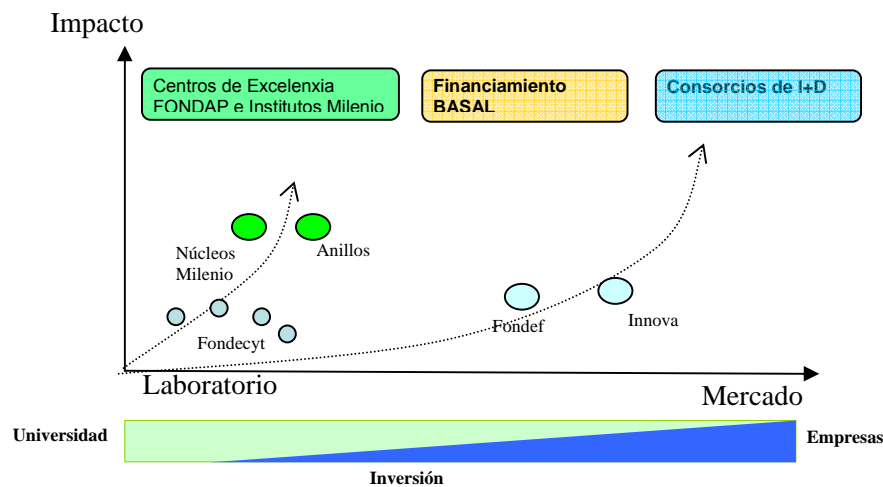 Impacto
Centros de Excelenxia
FONDAP e Institutos Milenio
Financiamiento
BASAL
Consorcios de I+D
Núcleos
Milenio
Anillos
Fondecyt
Fondef
Innova
Laboratorio
Mercado
Universidad
Empresas
Inversión